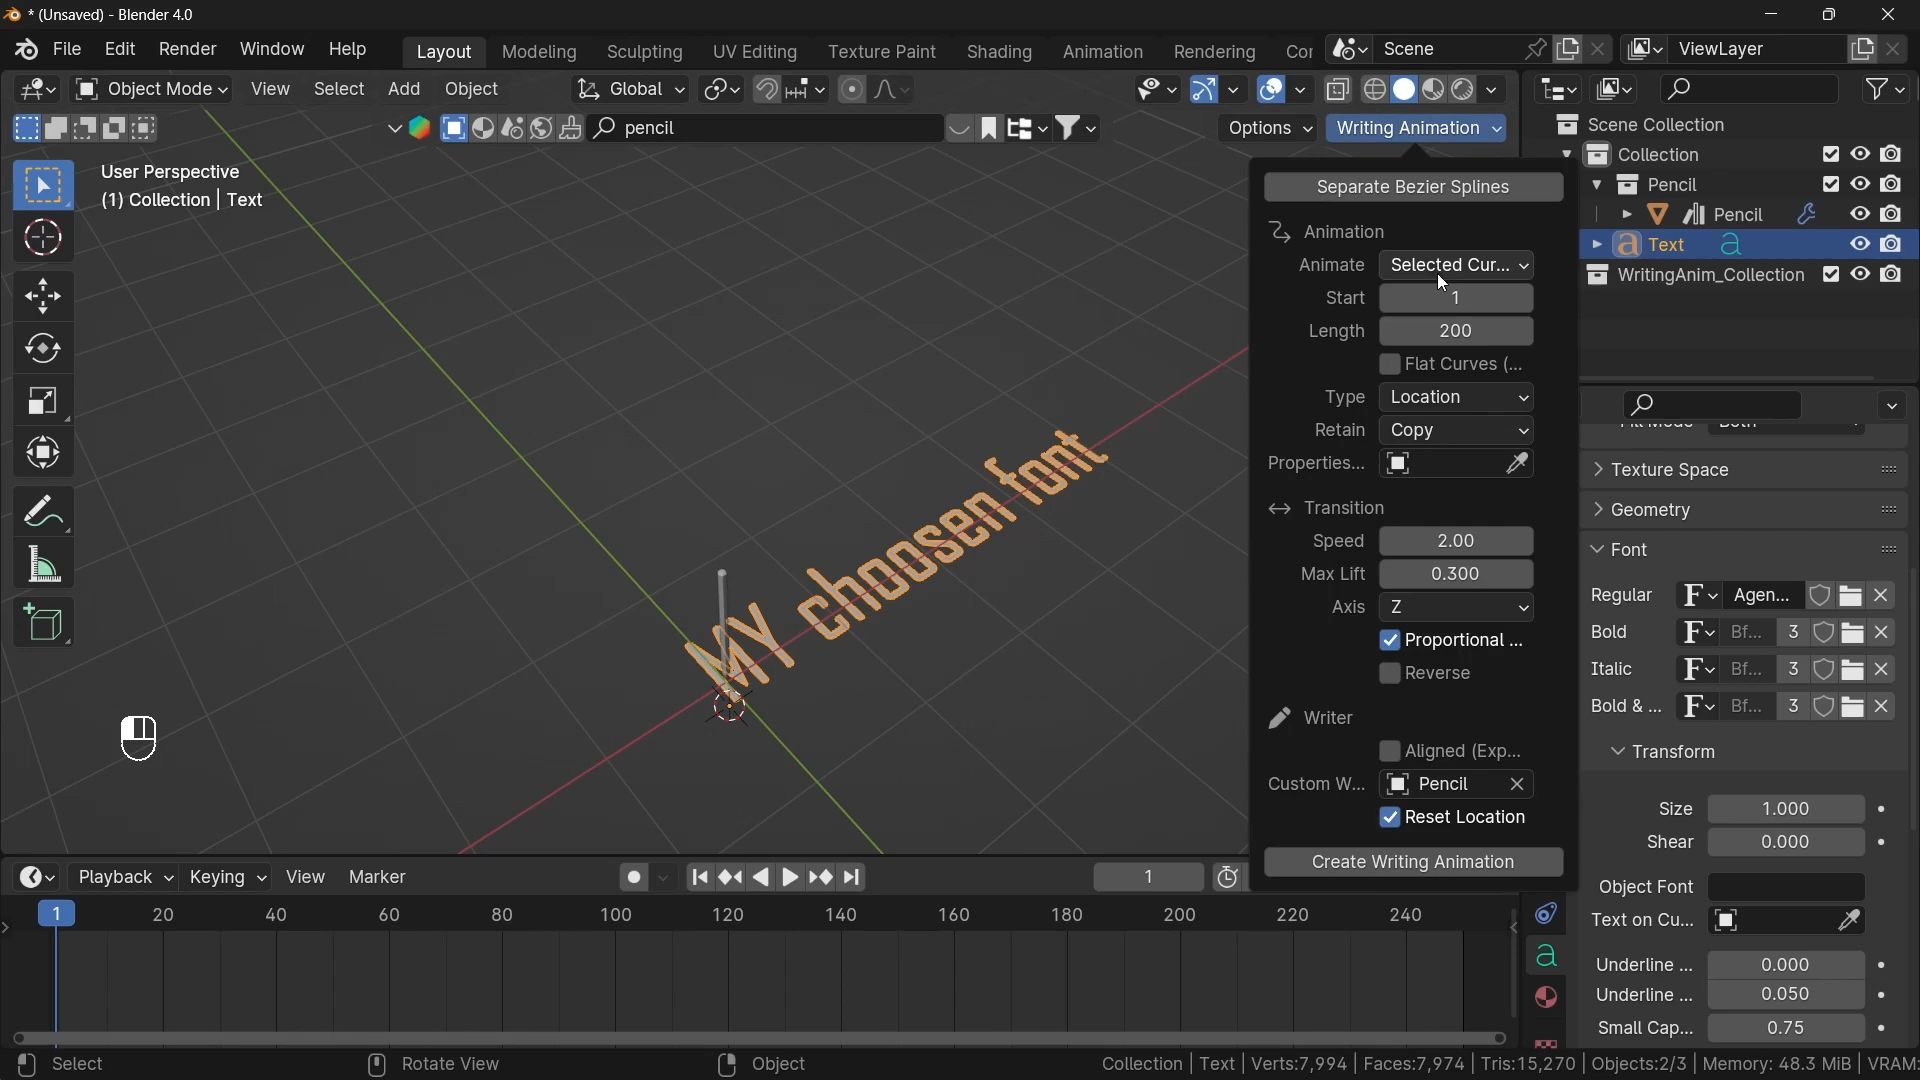 * (Unsaved) - Blender 4.0
File Edit Render Window Help
Layout Modeling Sculpting UV Editing Texture Paint Shading Animation Rendering Cor
Scene
ViewLayer
Object Mode View Select Add Object
Global
pencil
Options
Writing Animation
User Perspective
(1) Collection | Text
MY choosen font
Separate Bezier Splines
Animation
Animate Selected Cur...
Start 1
Length 200
Flat Curves (...
Type Location
Retain Copy
Properties...
Transition
Speed 2.00
Max Lift 0.300
Axis Z
Proportional ...
Reverse
Writer
Aligned (Exp...
Custom W... Pencil
Reset Location
Create Writing Animation
Scene Collection
Collection
Pencil
Pencil
Text
WritingAnim_Collection
Texture Space
Geometry
Font
Regular Agen...
Bold Bf... 3
Italic Bf... 3
Bold & ... Bf... 3
Transform
Size 1.000
Shear 0.000
Object Font
Text on Cu...
Underline ... 0.000
Underline ... 0.050
Small Cap... 0.75
Playback Keying View Marker
1
1 20 40 60 80 100 120 140 160 180 200 220 240
Select
Rotate View
Object
Collection | Text | Verts:7,994 | Faces:7,974 | Tris:15,270 | Objects:2/3 | Memory: 48.3 MiB | VRAM: